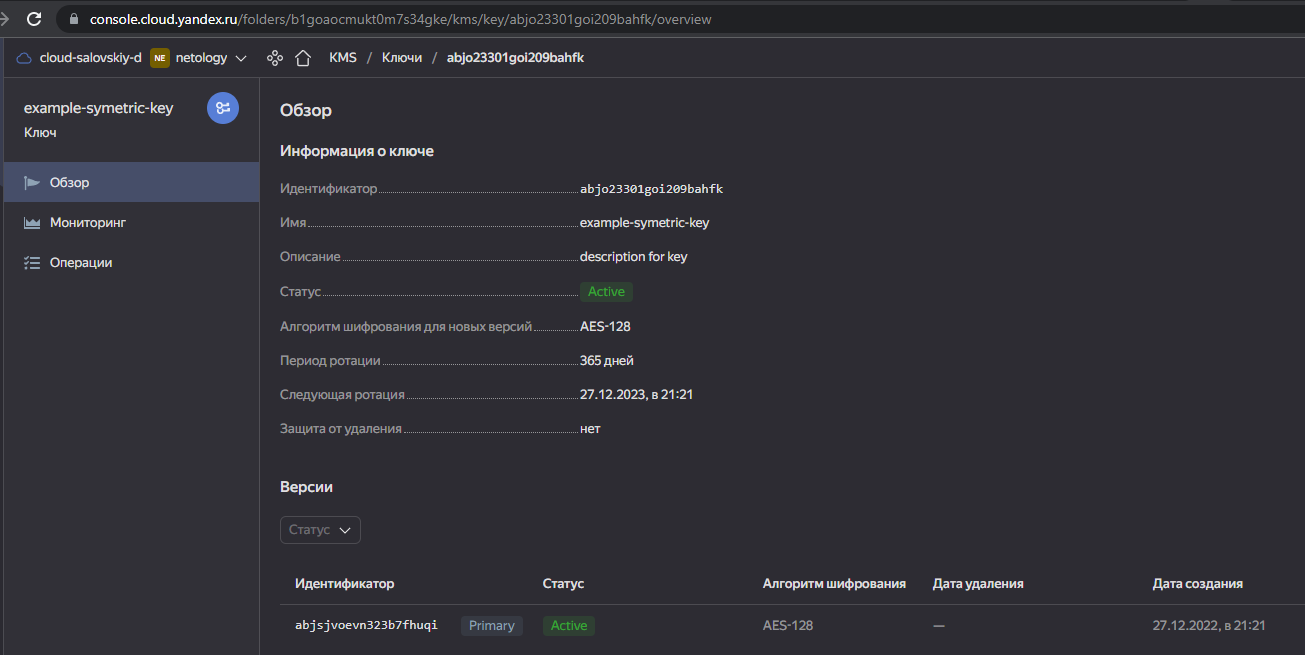 console.cloud.yandex.ru/folders/b1goaocmukt0m7s34gke/kms/key/abjo23301goi209bahfk/overview
cloud-salovskiy-d NE netology KMS / Ключи / abjo23301goi209bahfk
example-symetric-key
Ключ
Обзор
Мониторинг
Операции
Обзор
Информация о ключе
Идентификатор abjo23301goi209bahfk
Имя example-symetric-key
Описание description for key
Статус Active
Алгоритм шифрования для новых версий AES-128
Период ротации 365 дней
Следующая ротация 27.12.2023, в 21:21
Защита от удаления нет
Версии
Статус
Идентификатор Статус Алгоритм шифрования Дата удаления Дата создания
abjsjvoevn323b7fhuqi Primary Active AES-128 — 27.12.2022, в 21:21